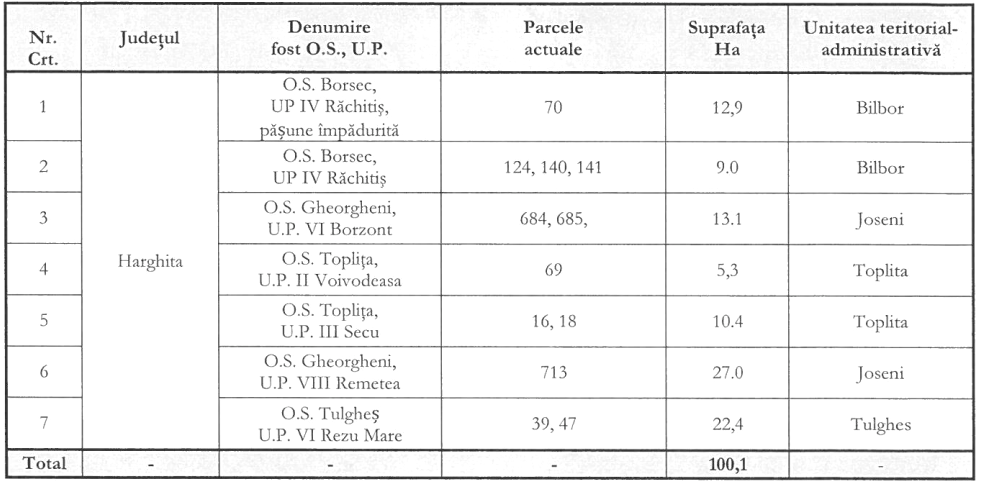 Nr. Crt. | Județul | Denumire fost O.S., U.P. | Parcele actuale | Suprafața Ha | Unitatea teritorial-administrativă
1 | Harghita | O.S. Borsec, UP IV Răchitiș, pășune împădurită | 70 | 12,9 | Bilbor
2 | O.S. Borsec, UP IV Răchitiș | 124, 140, 141 | 9.0 | Bilbor
3 | O.S. Gheorgheni, U.P. VI Borzont | 684, 685, | 13.1 | Joseni
4 | O.S. Toplița, U.P. II Voivodeasa | 69 | 5,3 | Toplita
5 | O.S. Toplița, U.P. III Secu | 16, 18 | 10.4 | Toplita
6 | O.S. Gheorgheni, U.P. VIII Remetea | 713 | 27.0 | Joseni
7 | O.S. Tulgheș U.P. VI Rezu Mare | 39, 47 | 22,4 | Tulghes
Total | - | - | - | 100,1 | -